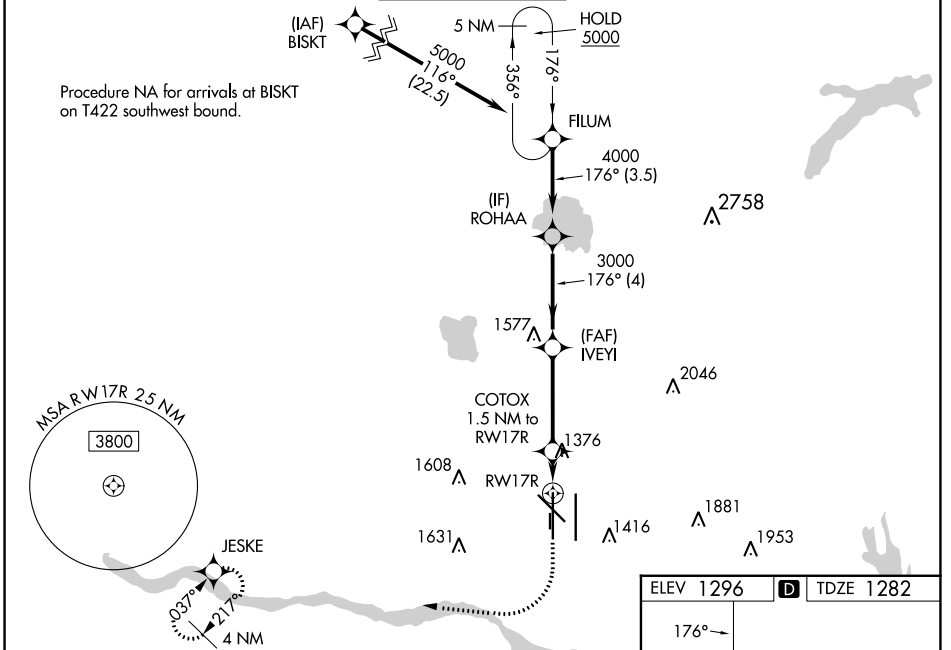 (IAF)
BISKT
5000
116°
(22.5)
5 NM
HOLD
5000
356°
176°
Procedure NA for arrivals at BISKT
on T422 southwest bound.
FILUM
4000
176° (3.5)
(IF)
ROHAA
2758
3000
176° (4)
1577
(FAF)
IVEYI
2046
COTOX
1.5 NM to
RW17R
1376
MSA RW17R 25 NM
3800
1608
RW17R
1631
1416
1881
1953
JESKE
037°
217°
4 NM
ELEV 1296 D TDZE 1282
176°